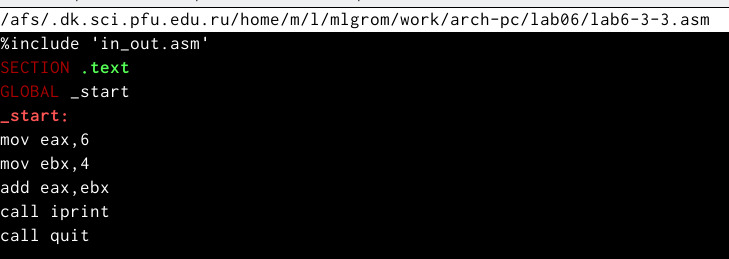 /afs/.dk.sci.pfu.edu.ru/home/m/l/mlgrom/work/arch-pc/lab06/lab6-3-3.asm
%include 'in_out.asm'
SECTION .text
GLOBAL _start
_start:
mov eax,6
mov ebx,4
add eax,ebx
call iprint
call quit